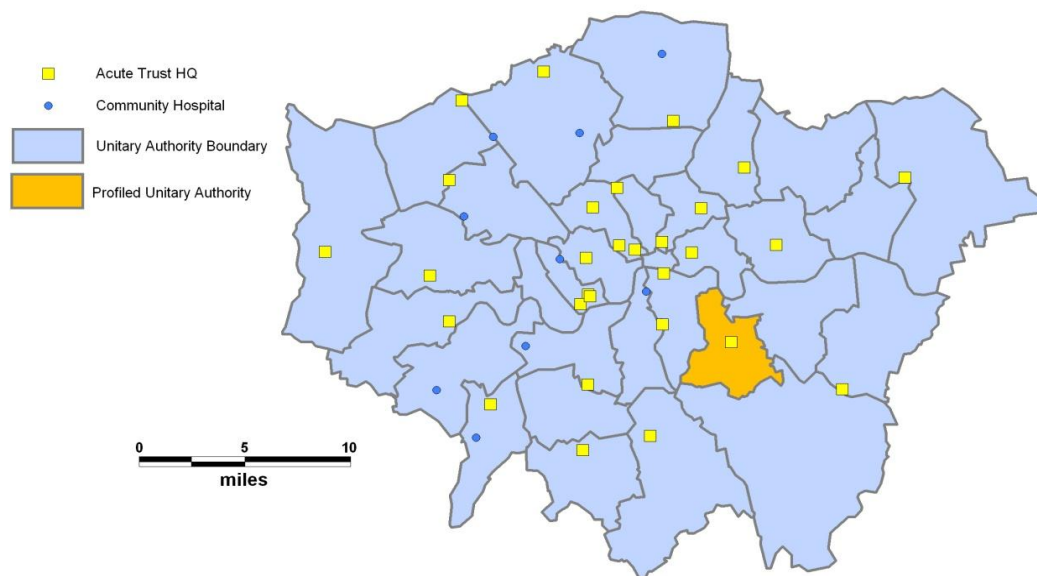 Acute Trust HQ
Community Hospital
Unitary Authority Boundary
Profiled Unitary Authority
0 5 10
miles